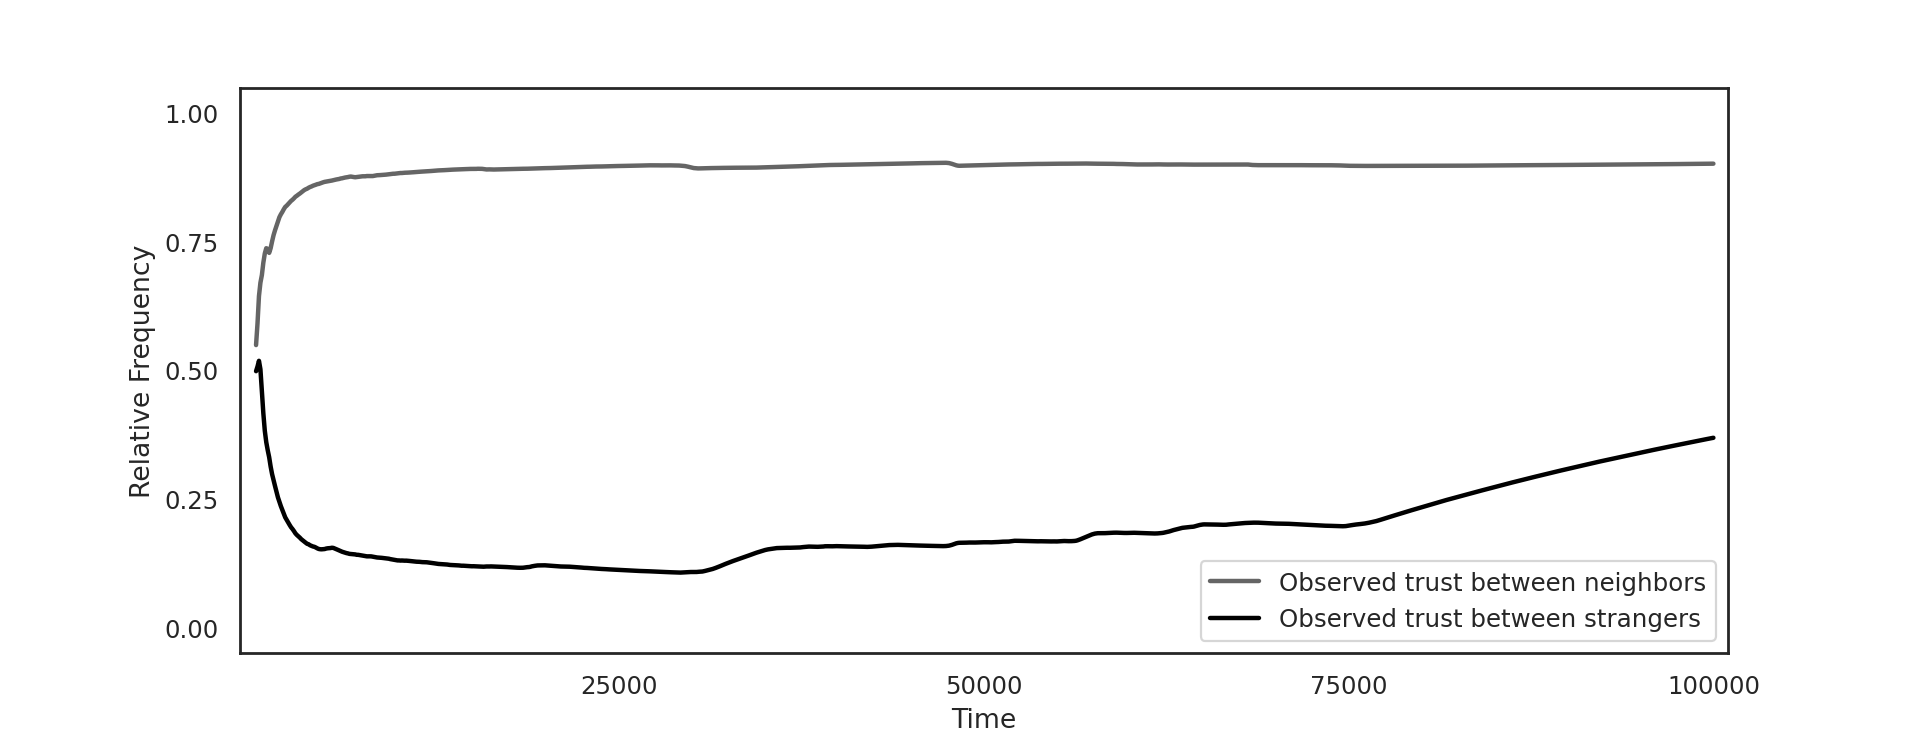 1.00
0.75
0.50
0.25
0.00
Relative Frequency
Observed trust between neighbors
Observed trust between strangers
25000 50000 75000 100000
Time